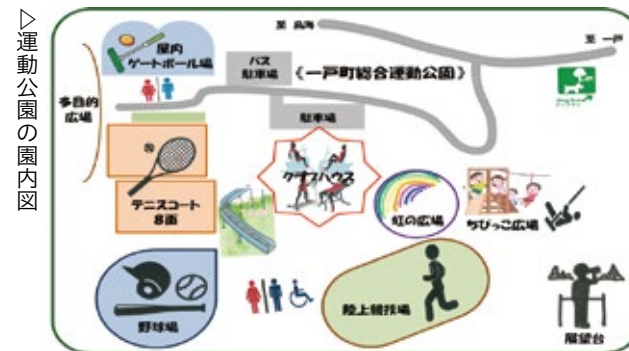 ▷運動公園の園内図
至 鳥海
至 一戸
屋内
ゲートボール場
バス
駐車場
《一戸町総合運動公園》
多目的
広場
駐車場
クラブハウス
テニスコート
8面
虹の広場
ちびっこ広場
野球場
陸上競技場
展望台